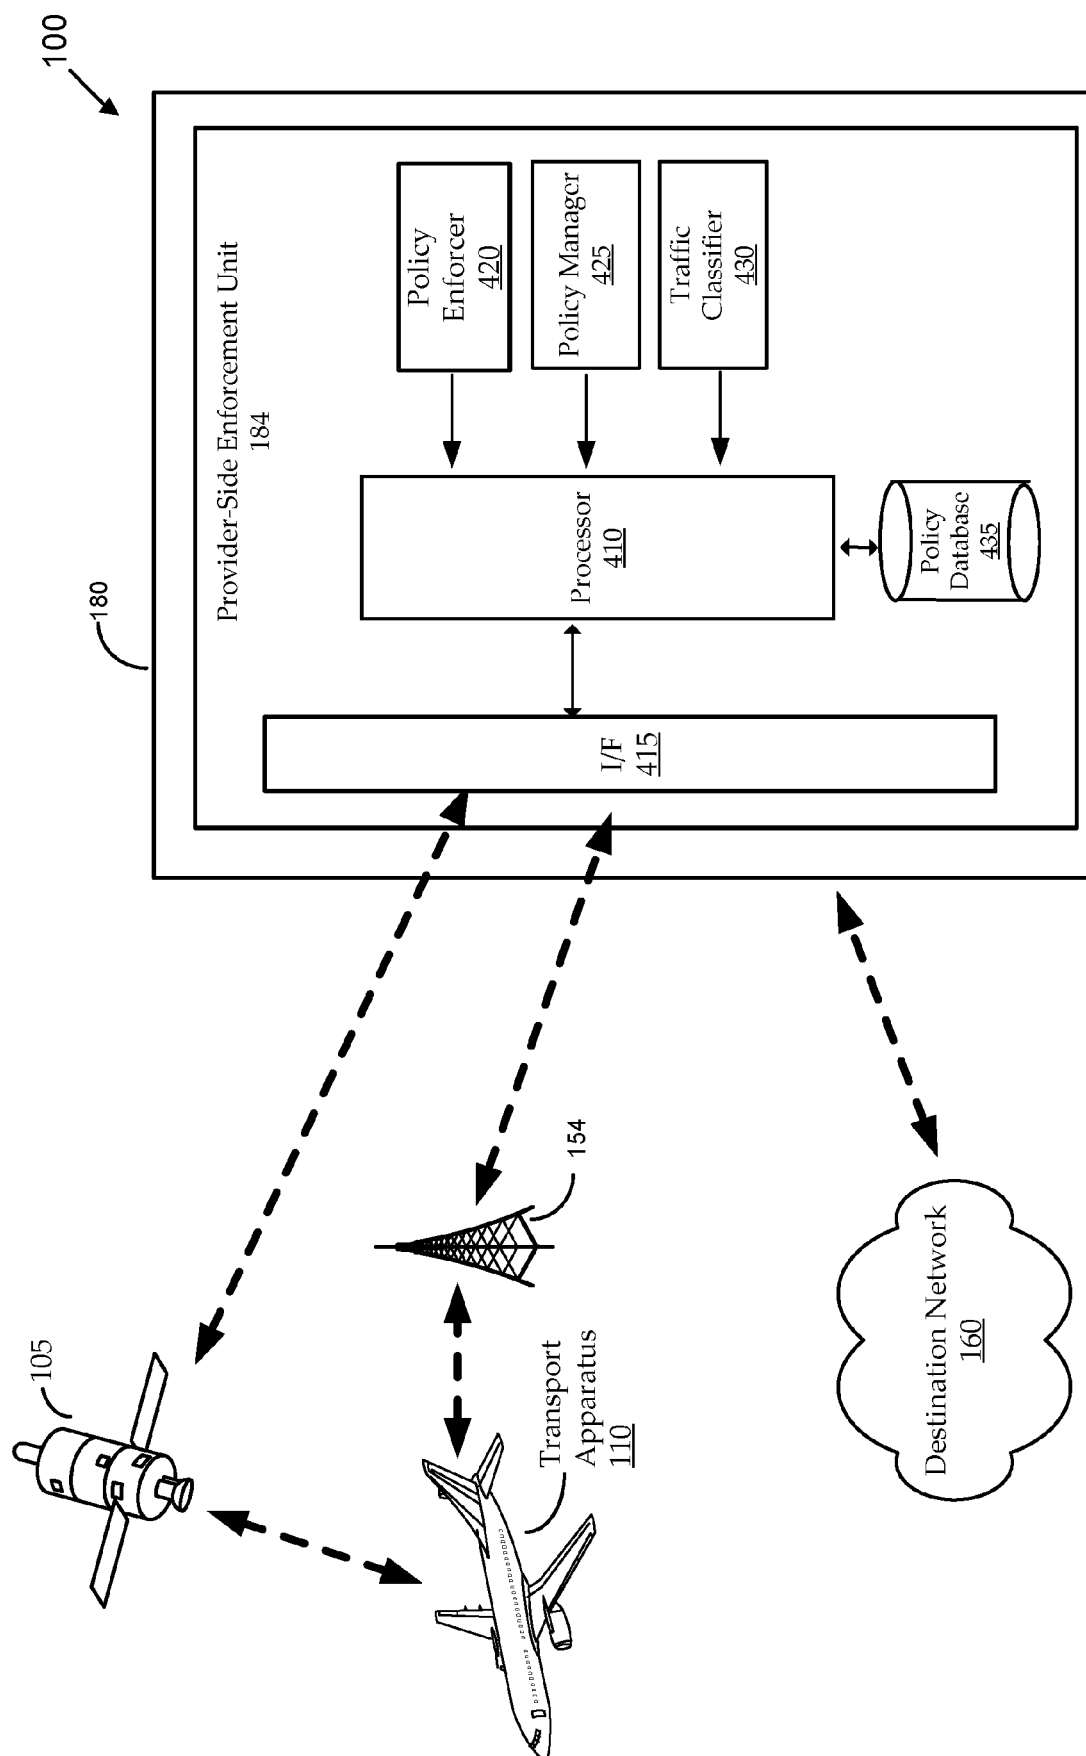 100
180
Provider-Side Enforcement Unit
184
Policy
Enforcer
420
Policy Manager
425
Traffic
Classifier
430
Processor
410
Policy
Database
435
I/F
415
105
154
Transport
Apparatus
110
Destination Network
160